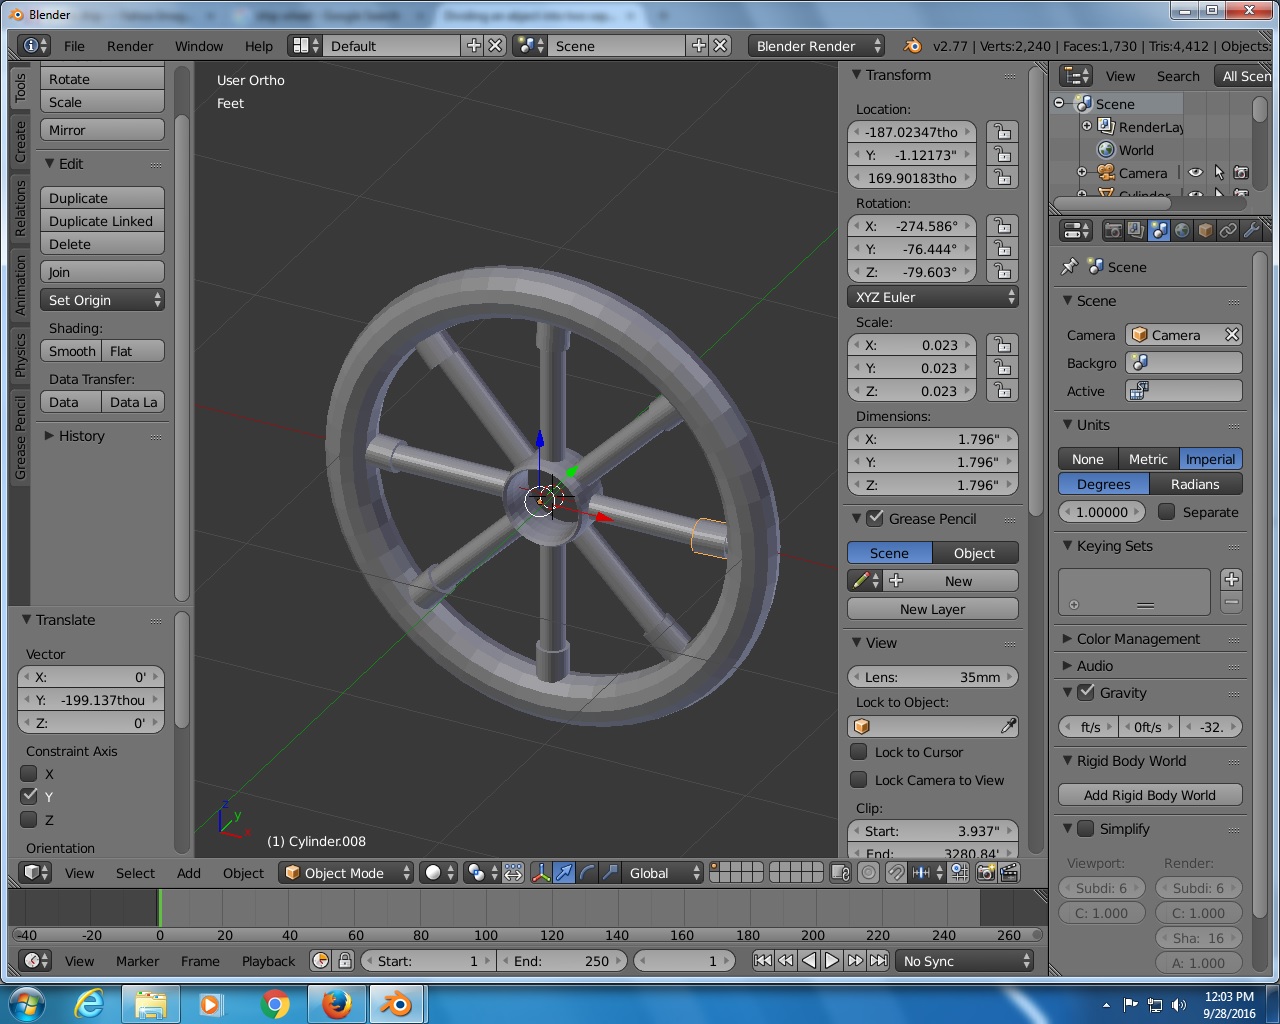 Blender
File Render Window Help Default Scene Blender Render v2.77 | Verts:2,240 | Faces:1,730 | Tris:4,412 | Objects:
Tools
Create
Relations
Animation
Physics
Grease Pencil
Rotate
Scale
Mirror
Edit
Duplicate
Duplicate Linked
Delete
Join
Set Origin
Shading:
Smooth Flat
Data Transfer:
Data Data La
History
Translate
Vector
X: 0'
Y: -199.137thou
Z: 0'
Constraint Axis
X
Y
Z
Orientation
User Ortho
Feet
z
y
x
(1) Cylinder.008
Transform
Location:
-187.02347tho
Y: -1.12173"
169.90183tho
Rotation:
X: -274.586°
Y: -76.444°
Z: -79.603°
XYZ Euler
Scale:
X: 0.023
Y: 0.023
Z: 0.023
Dimensions:
X: 1.796"
Y: 1.796"
Z: 1.796"
Grease Pencil
Scene Object
New
New Layer
View
Lens: 35mm
Lock to Object:
Lock to Cursor
Lock Camera to View
Clip:
Start: 3.937"
End: 3280.84'
View Search All Scen
Scene
RenderLay
World
Camera
Cylinder
Scene
Scene
Camera Camera
Backgro
Active
Units
None Metric Imperial
Degrees Radians
1.00000 Separate
Keying Sets
Color Management
Audio
Gravity
ft/s 0ft/s -32.
Rigid Body World
Add Rigid Body World
Simplify
Viewport: Render:
Subdi: 6 Subdi: 6
C: 1.000 C: 1.000
Sha: 16
A: 1.000
View Select Add Object Object Mode Global
-40 -20 0 20 40 60 80 100 120 140 160 180 200 220 240 260
View Marker Frame Playback Start: 1 End: 250 1 No Sync
12:03 PM
9/28/2016